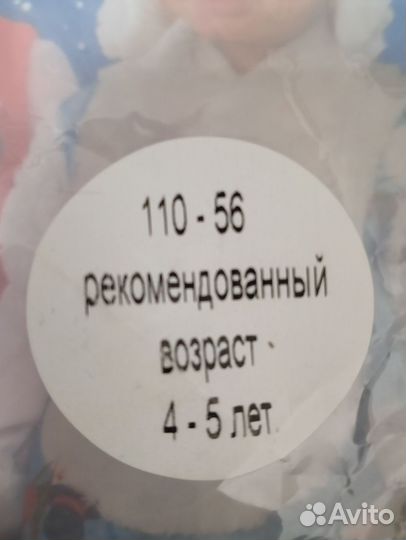 110 - 56
рекомендованный
возраст
4 - 5 лет
Avito